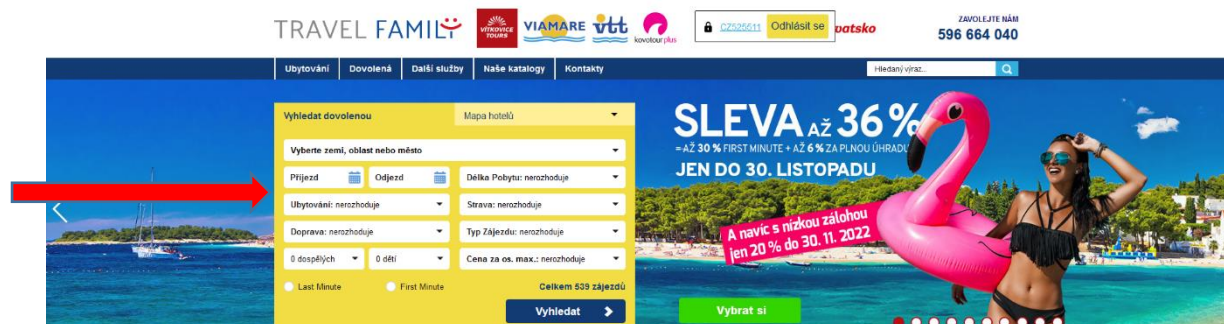 TRAVEL FAMILY
VÍTKOVICE TOURS
VIAMARE
vtt
kovotour plus
CZ525511
Odhlásit se
patsko
ZAVOLEJTE NÁM
596 664 040
Ubytování
Dovolená
Další služby
Naše katalogy
Kontakty
Hledaný výraz...
Vyhledat dovolenou
Mapa hotelů
Vyberte zemi, oblast nebo město
Příjezd
Odjezd
Délka Pobytu: nerozhoduje
Ubytování: nerozhoduje
Strava: nerozhoduje
Doprava: nerozhoduje
Typ Zájezdu: nerozhoduje
0 dospělých
0 dětí
Cena za os. max.: nerozhoduje
Last Minute
First Minute
Celkem 539 zájezdů
Vyhledat
SLEVA AŽ 36 %
=AŽ 30 % FIRST MINUTE + AŽ 6 % ZA PLNOU ÚHRADU
JEN DO 30. LISTOPADU
A navíc s nízkou zálohou
jen 20 % do 30. 11. 2022
Vybrat si